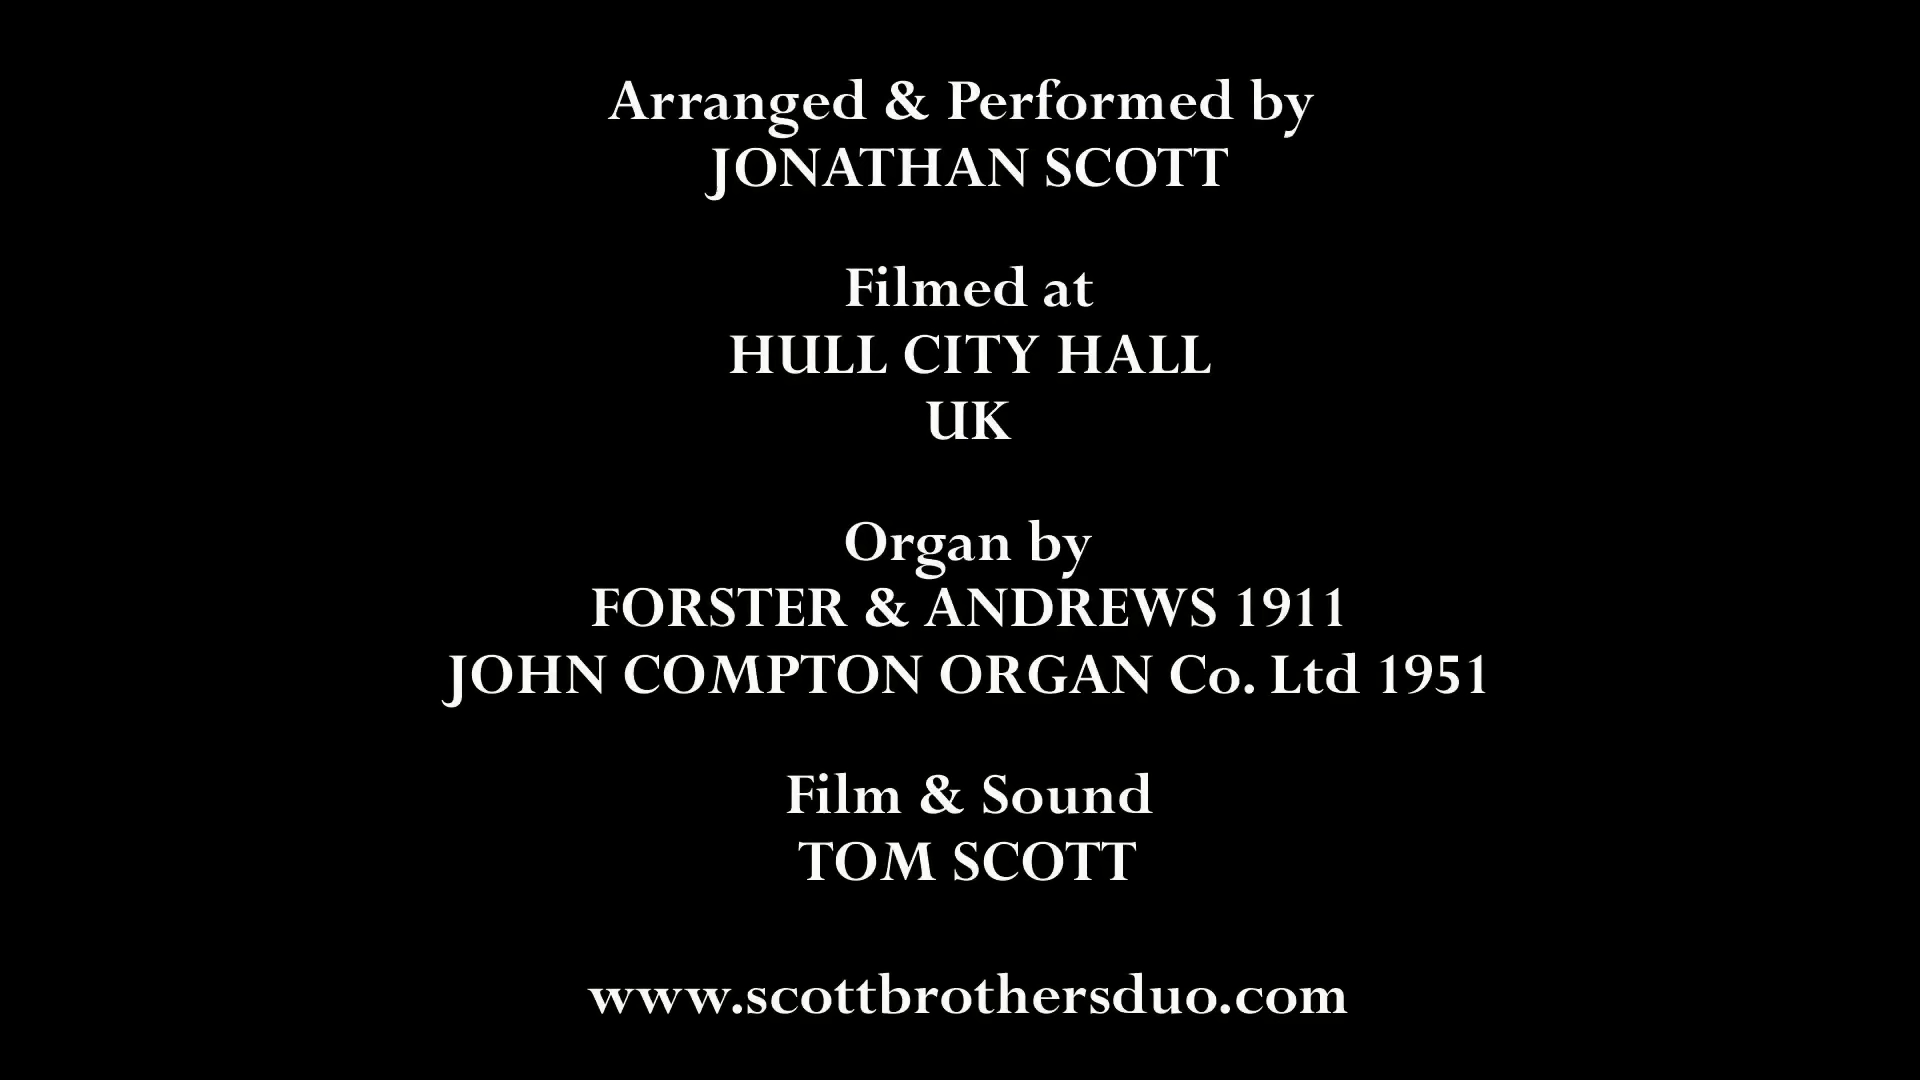 Arranged & Performed by
JONATHAN SCOTT
Filmed at
HULL CITY HALL
UK
Organ by
FORSTER & ANDREWS 1911
JOHN COMPTON ORGAN Co. Ltd 1951
Film & Sound
TOM SCOTT
www.scottbrothersduo.com